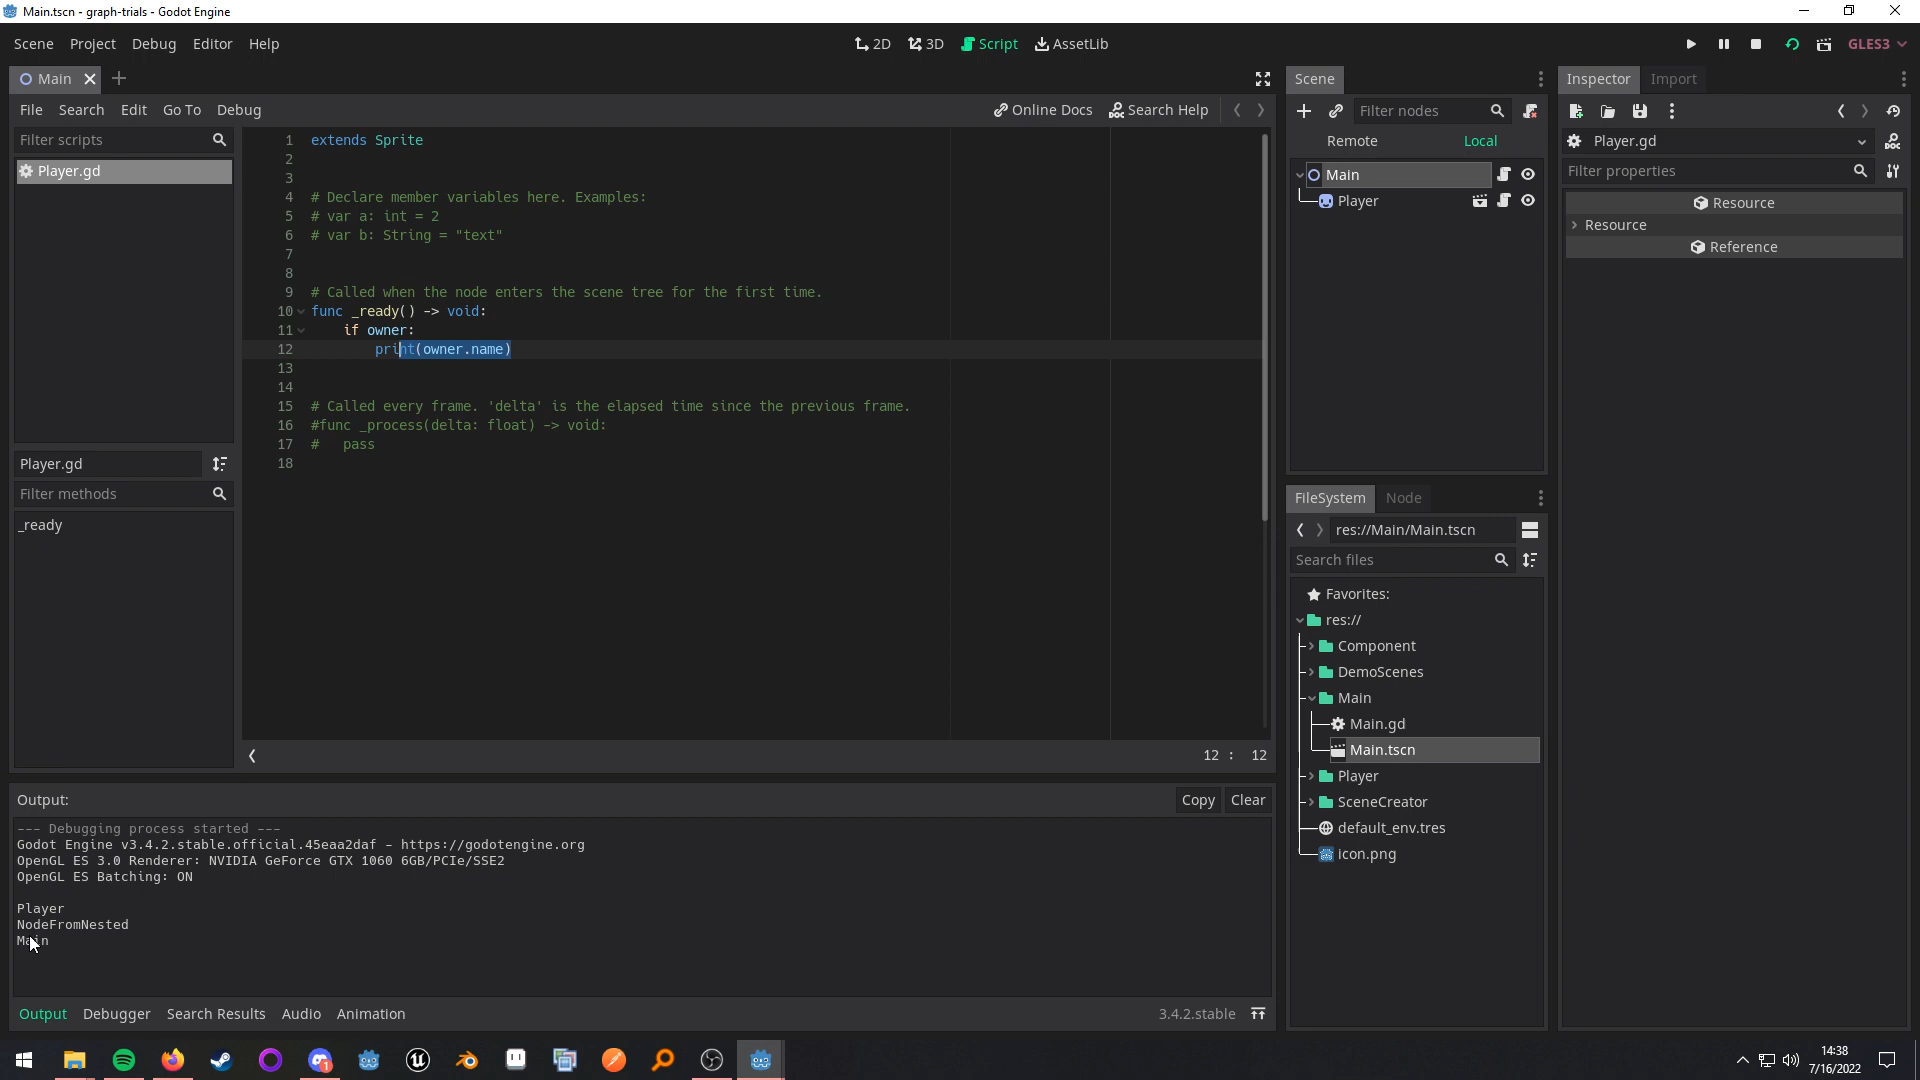 Main.tscn - graph-trials - Godot Engine
Scene Project Debug Editor Help
2D 3D Script AssetLib
GLES3
Main
File Search Edit Go To Debug
Online Docs Search Help
Filter scripts
Player.gd
Player.gd
Filter methods
_ready
1 extends Sprite
2
3
4 # Declare member variables here. Examples:
5 # var a: int = 2
6 # var b: String = "text"
7
8
9 # Called when the node enters the scene tree for the first time.
10 func _ready() -> void:
11 if owner:
12 print(owner.name)
13
14
15 # Called every frame. 'delta' is the elapsed time since the previous frame.
16 #func _process(delta: float) -> void:
17 # pass
18
12 : 12
Output:
Copy Clear
--- Debugging process started ---
Godot Engine v3.4.2.stable.official.45eaa2daf - https://godotengine.org
OpenGL ES 3.0 Renderer: NVIDIA GeForce GTX 1060 6GB/PCIe/SSE2
OpenGL ES Batching: ON
Player
NodeFromNested
Main
Output Debugger Search Results Audio Animation
3.4.2.stable
Scene
Filter nodes
Remote Local
Main
Player
FileSystem Node
res://Main/Main.tscn
Search files
Favorites:
res://
Component
DemoScenes
Main
Main.gd
Main.tscn
Player
SceneCreator
default_env.tres
icon.png
Inspector Import
Player.gd
Filter properties
Resource
Resource
Reference
14:38
7/16/2022